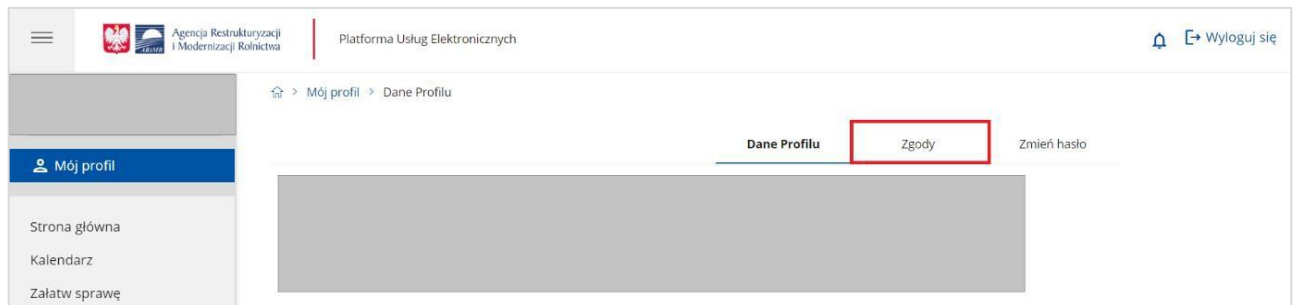 Agencja Restrukturyzacji
i Modernizacji Rolnictwa
Platforma Usług Elektronicznych
Wyloguj się
Mój profil > Dane Profilu
Dane Profilu
Zgody
Zmień hasło
Mój profil
Strona główna
Kalendarz
Załatw sprawę